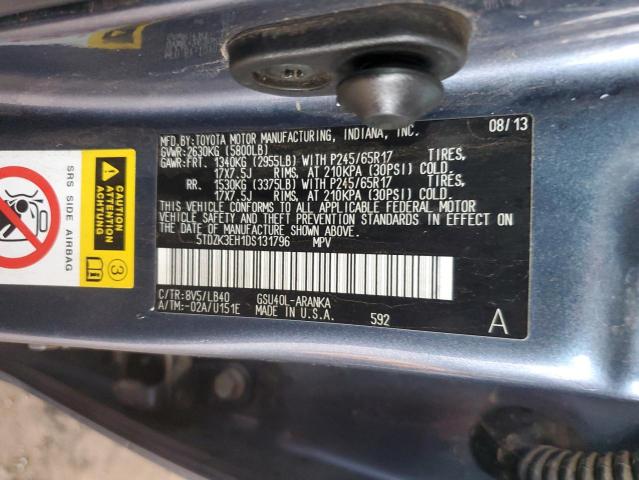 MFD.BY:TOYOTA MOTOR MANUFACTURING, INDIANA, INC. 08/13
GVWR:2630KG (5800LB)
GAWR:FRT. 1340KG (2955LB) WITH P245/65R17 TIRES,
17X7.5J RIMS, AT 210KPA (30PSI) COLD
RR. 1530KG (3375LB) WITH P245/65R17 TIRES,
17X7.5J RIMS, AT 210KPA (30PSI) COLD
THIS VEHICLE CONFORMS TO ALL APPLICABLE FEDERAL MOTOR
VEHICLE SAFETY AND THEFT PREVENTION STANDARDS IN EFFECT ON
THE DATE OF MANUFACTURE SHOWN ABOVE.
5TDZK3EH1DS131796 MPV
C/TR:8V5/LB40 GSU40L-ARANKA
A/TM:-02A/U151E MADE IN U.S.A. 592 A
SRS SIDE AIRBAG
CAUTION
ATTENTION
ACHTUNG
3